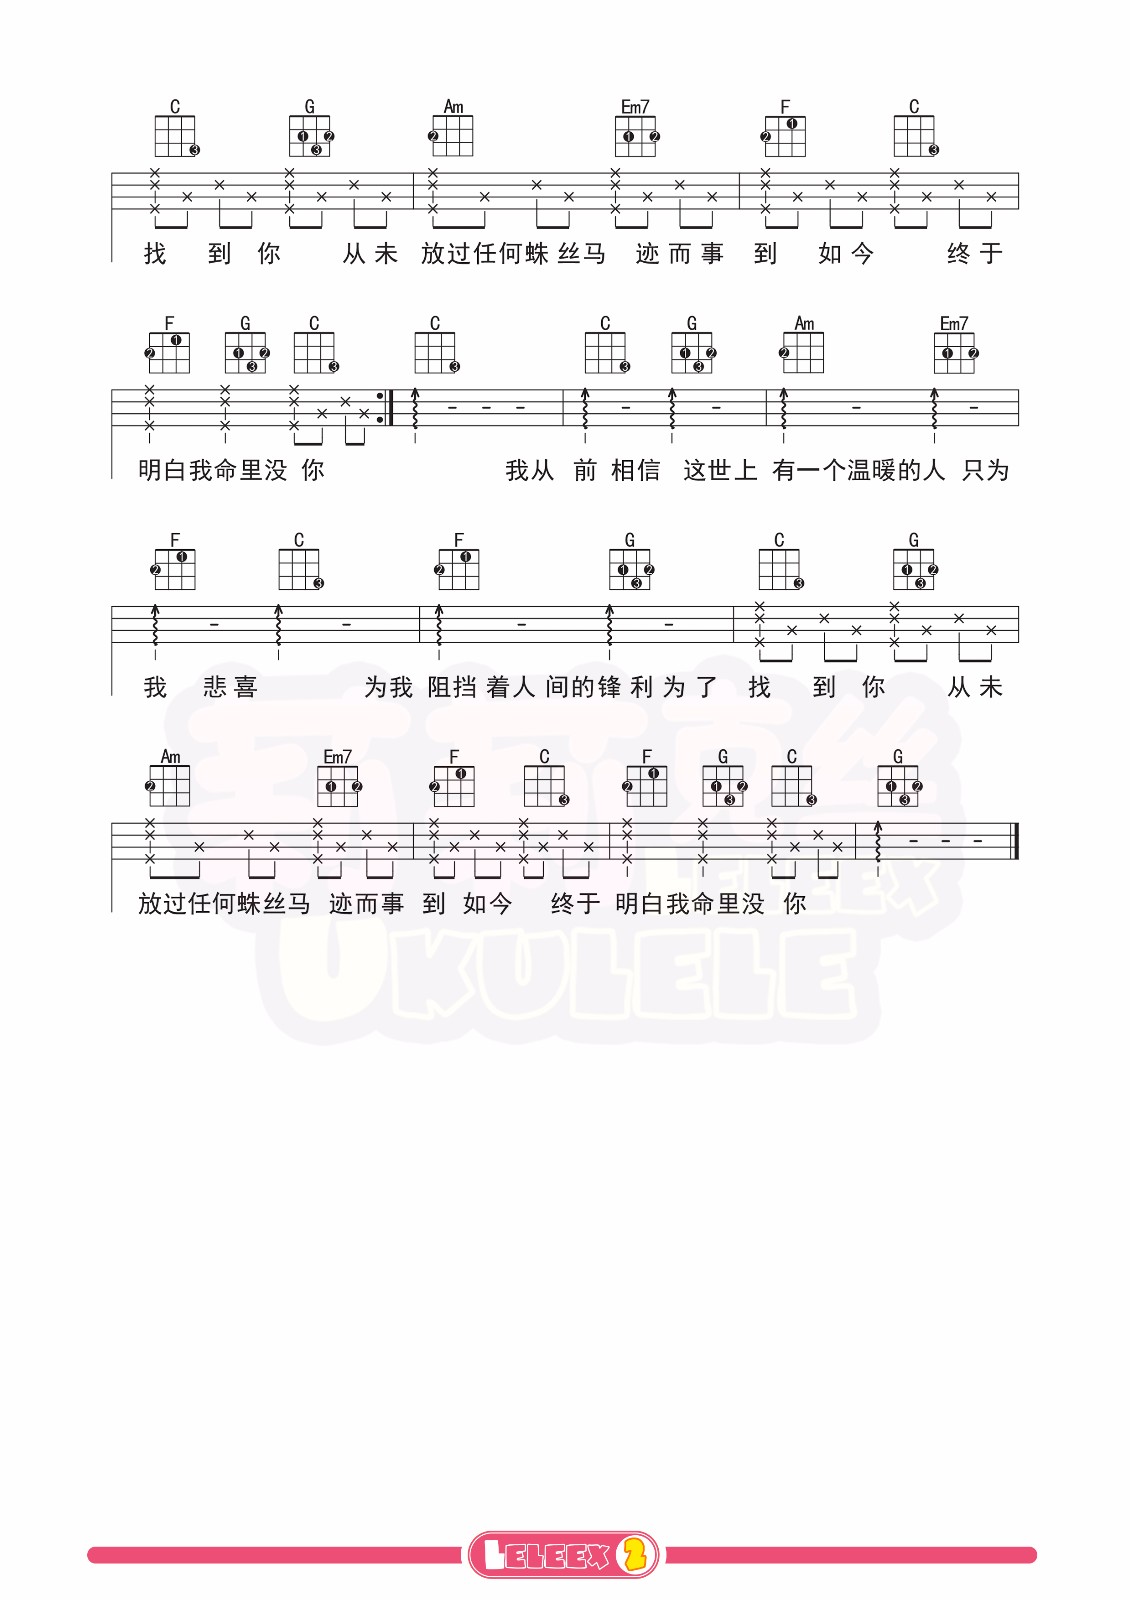 C G Am Em7 F C
找到你 从未 放过任何蛛丝马 迹而事 到 如今 终于
F G C C C G Am Em7
明白我命里没 你 我从 前 相信 这世上 有一个温暖的人 只为
F C F G C G
我 悲喜 为我 阻挡 着人 间的锋利为了 找 到 你 从未
Am Em7 F C F G C G
放过任何蛛丝马 迹而事 到 如今 终于 明白我命里没 你
LELEEX
UKULELE
LELEEX 2